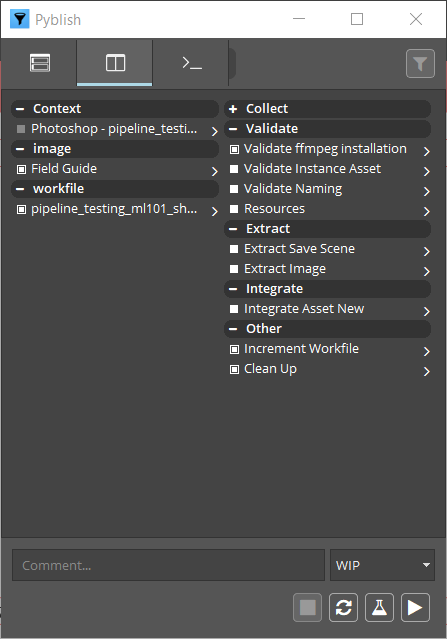 Pyblish
Context
Photoshop - pipeline_testi...
image
Field Guide
workfile
pipeline_testing_ml101_sh...
Collect
Validate
Validate ffmpeg installation
Validate Instance Asset
Validate Naming
Resources
Extract
Extract Save Scene
Extract Image
Integrate
Integrate Asset New
Other
Increment Workfile
Clean Up
Comment...
WIP